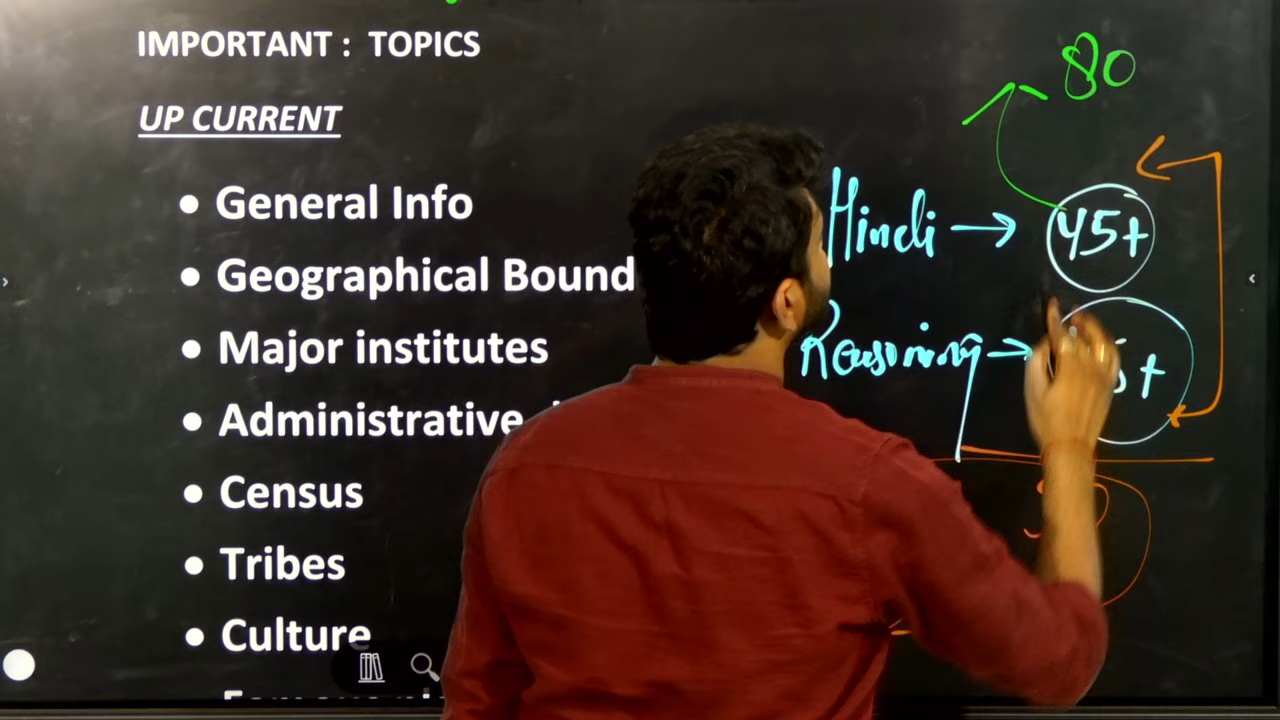 IMPORTANT : TOPICS
80
UP CURRENT
General Info
Hindi → 45+
Geographical Bound
Major institutes
Reasoning →
Administrative
Census
Tribes
Culture